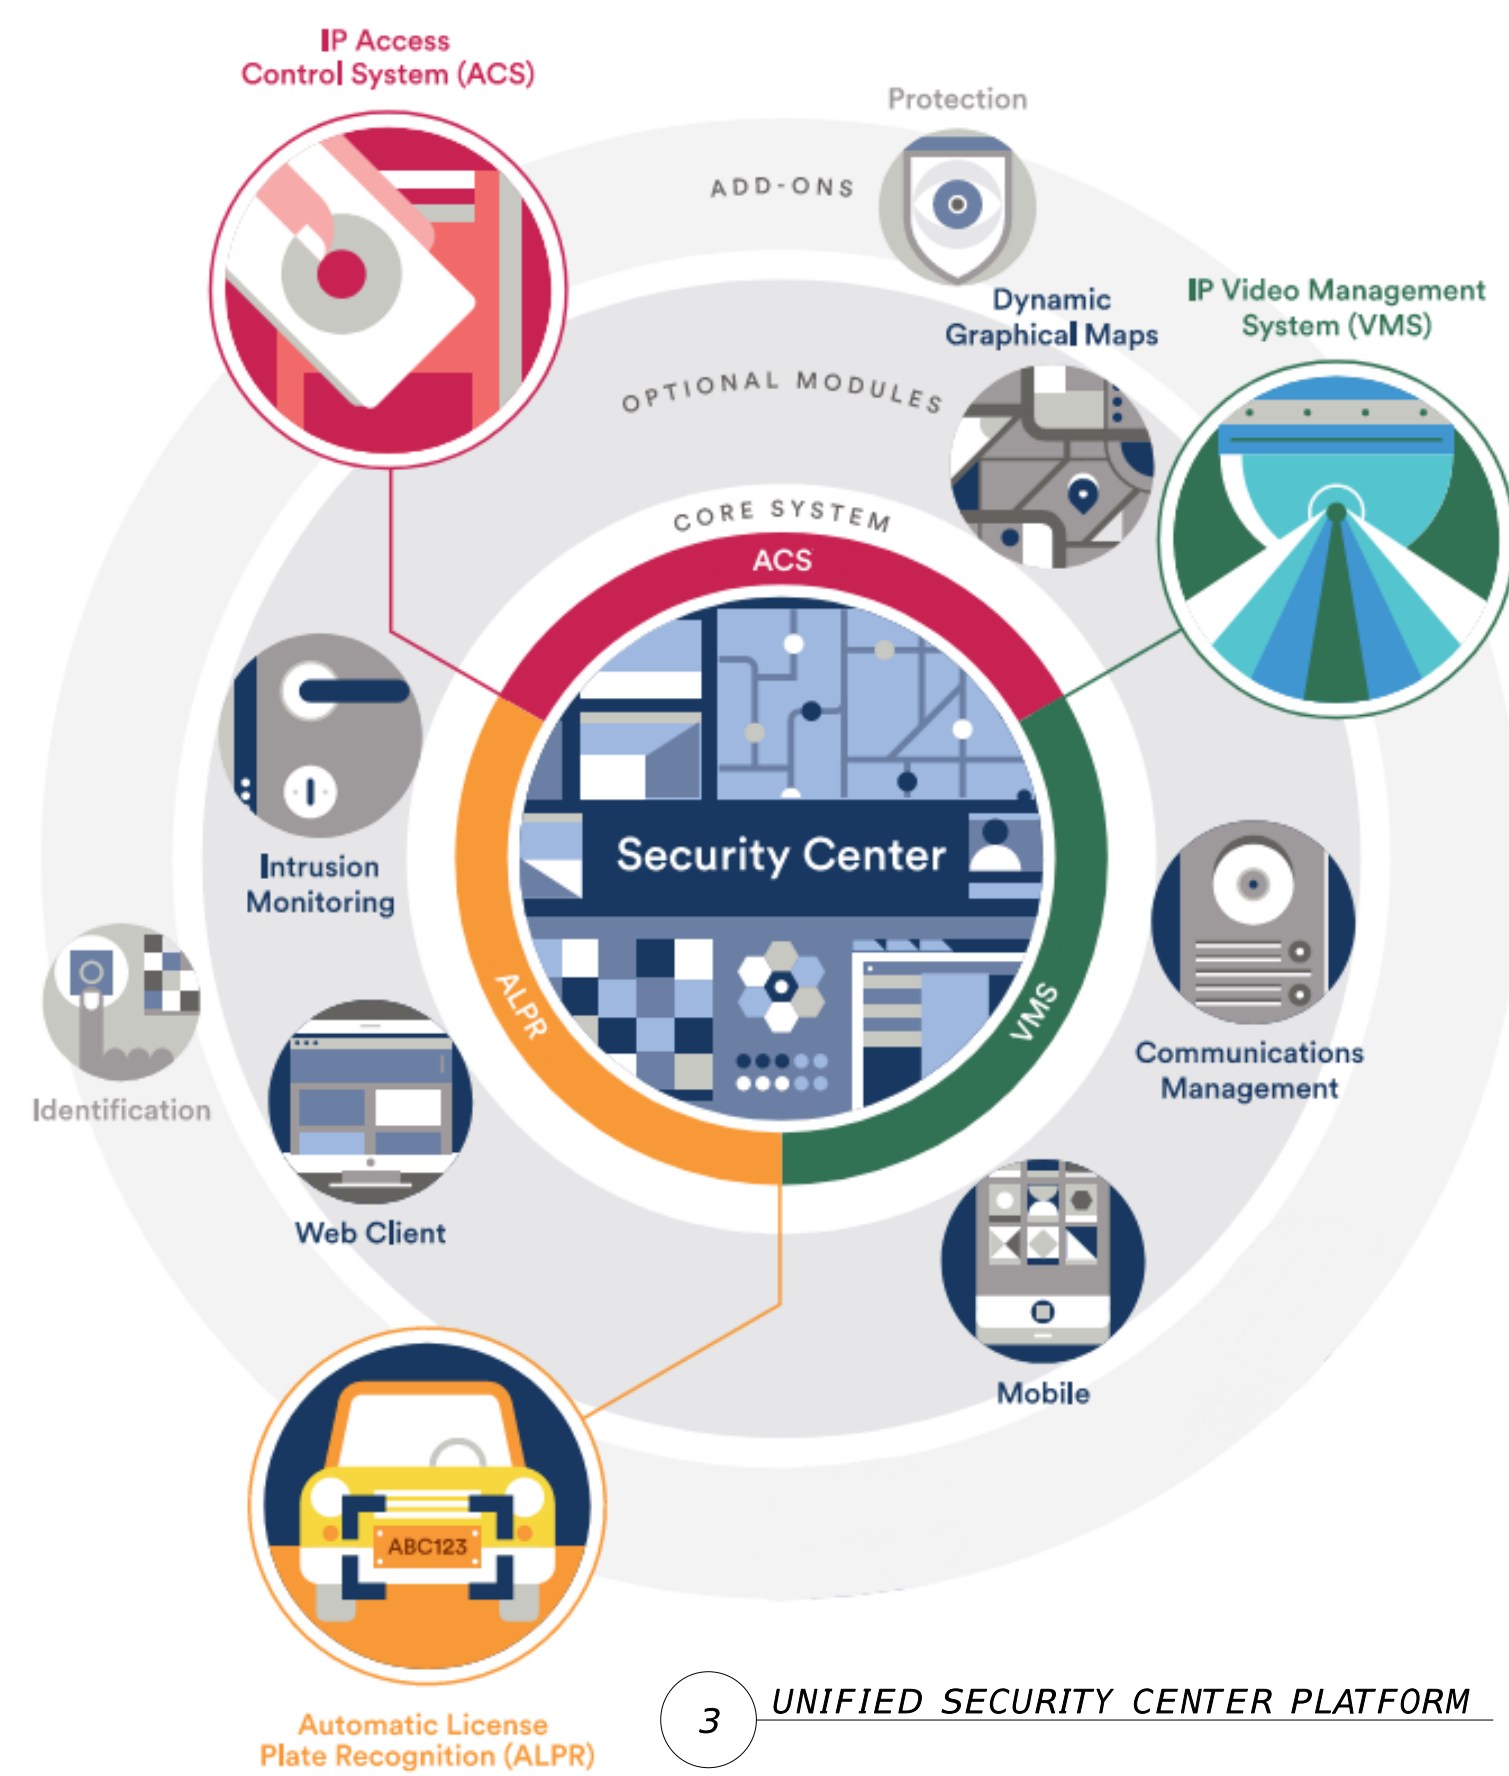 IP Access
Control System (ACS)
Protection
ADD-ONS
Dynamic
Graphical Maps
IP Video Management
System (VMS)
OPTIONAL MODULES
CORE SYSTEM
ACS
Security Center
Intrusion
Monitoring
ALPR
VMS
Identification
Communications
Management
Web Client
Mobile
ABC123
Automatic License
Plate Recognition (ALPR)
3 UNIFIED SECURITY CENTER PLATFORM